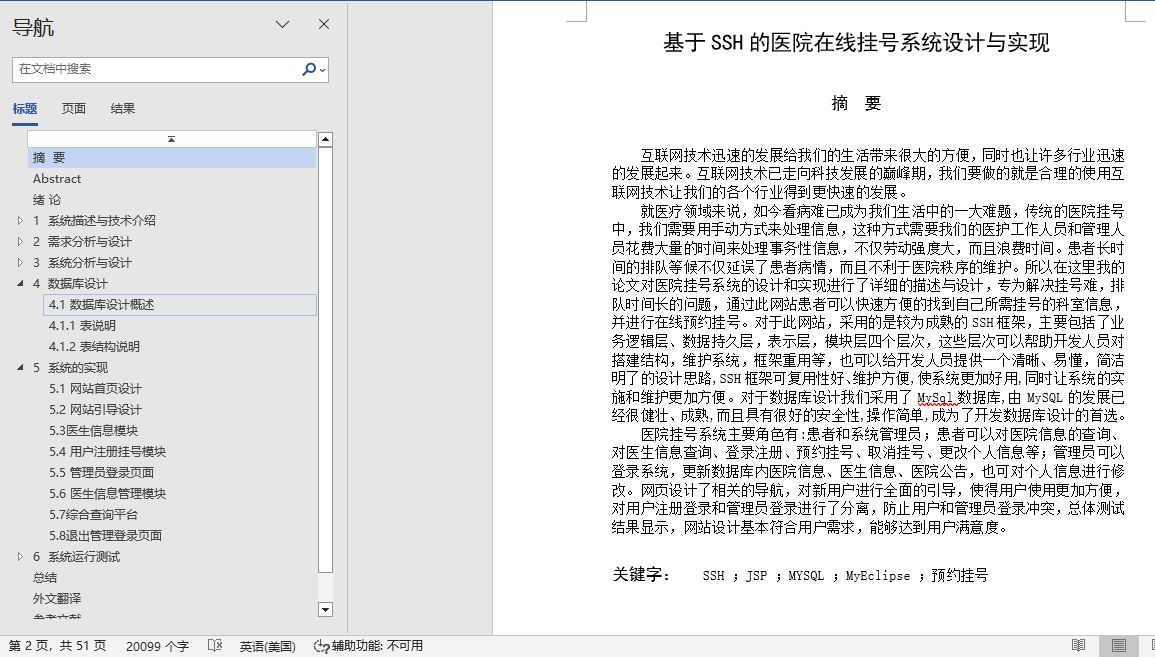 导航
在文档中搜索
标题 页面 结果
摘 要
Abstract
绪 论
1 系统描述与技术介绍
2 需求分析与设计
3 系统分析与设计
4 数据库设计
4.1 数据库设计概述
4.1.1 表说明
4.1.2 表结构说明
5 系统的实现
5.1 网站首页设计
5.2 网站引导设计
5.3医生信息模块
5.4 用户注册挂号模块
5.5 管理员登录页面
5.6 医生信息管理模块
5.7综合查询平台
5.8退出管理登录页面
6 系统运行测试
总结
外文翻译
参考文献
基于 SSH 的医院在线挂号系统设计与实现
摘 要
互联网技术迅速的发展给我们的生活带来很大的方便，同时也让许多行业迅速
的发展起来。互联网技术已走向科技发展的巅峰期，我们要做的就是合理的使用互
联网技术让我们的各个行业得到更快速的发展。
就医疗领域来说，如今看病难已成为我们生活中的一大难题，传统的医院挂号
中，我们需要用手动方式来处理信息，这种方式需要我们的医护工作人员和管理人
员花费大量的时间来处理事务性信息，不仅劳动强度大，而且浪费时间。患者长时
间的排队等候不仅延误了患者病情，而且不利于医院秩序的维护。所以在这里我的
论文对医院挂号系统的设计和实现进行了详细的描述与设计，专为解决挂号难，排
队时间长的问题，通过此网站患者可以快速方便的找到自己所需挂号的科室信息，
并进行在线预约挂号。对于此网站，采用的是较为成熟的 SSH 框架，主要包括了业
务逻辑层、数据持久层，表示层，模块层四个层次，这些层次可以帮助开发人员对
搭建结构，维护系统，框架重用等，也可以给开发人员提供一个清晰、易懂，简洁
明了的设计思路,SSH 框架可复用性好、维护方便,使系统更加好用,同时让系统的实
施和维护更加方便。对于数据库设计我们采用了 MySql 数据库,由 MySQL 的发展已
经很健壮、成熟,而且具有很好的安全性,操作简单,成为了开发数据库设计的首选。
医院挂号系统主要角色有:患者和系统管理员；患者可以对医院信息的查询、
对医生信息查询、登录注册、预约挂号、取消挂号、更改个人信息等；管理员可以
登录系统，更新数据库内医院信息、医生信息、医院公告，也可对个人信息进行修
改。网页设计了相关的导航，对新用户进行全面的引导，使得用户使用更加方便，
对用户注册登录和管理员登录进行了分离，防止用户和管理员登录冲突，总体测试
结果显示，网站设计基本符合用户需求，能够达到用户满意度。
关键字： SSH ；JSP ；MYSQL ；MyEclipse ；预约挂号
第 2 页，共 51 页 20099 个字 英语(美国) 辅助功能: 不可用